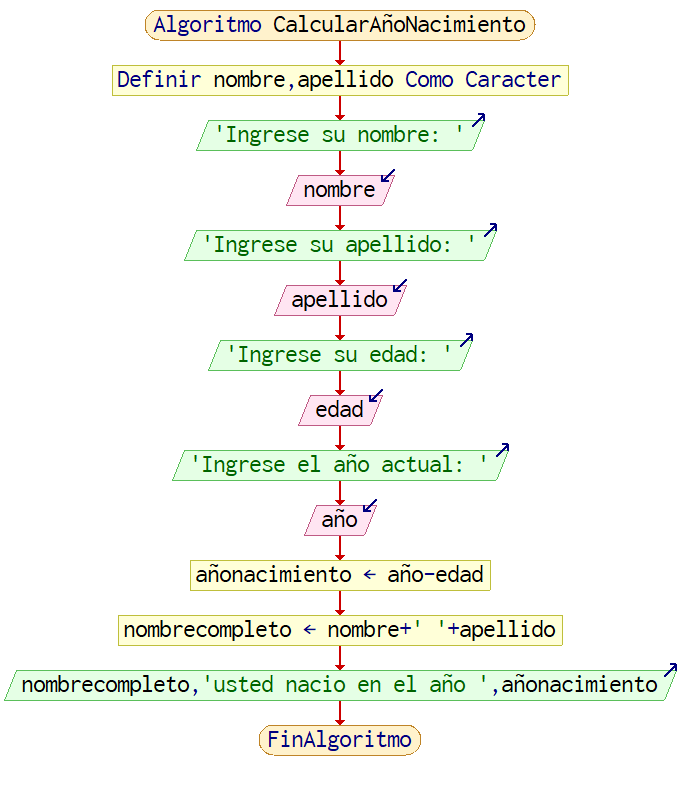 Algoritmo CalcularAñoNacimiento
Definir nombre,apellido Como Caracter
'Ingrese su nombre: '
nombre
'Ingrese su apellido: '
apellido
'Ingrese su edad: '
edad
'Ingrese el año actual: '
año
añonacimiento ← año-edad
nombrecompleto ← nombre+' '+apellido
nombrecompleto,'usted nacio en el año ',añonacimiento
FinAlgoritmo